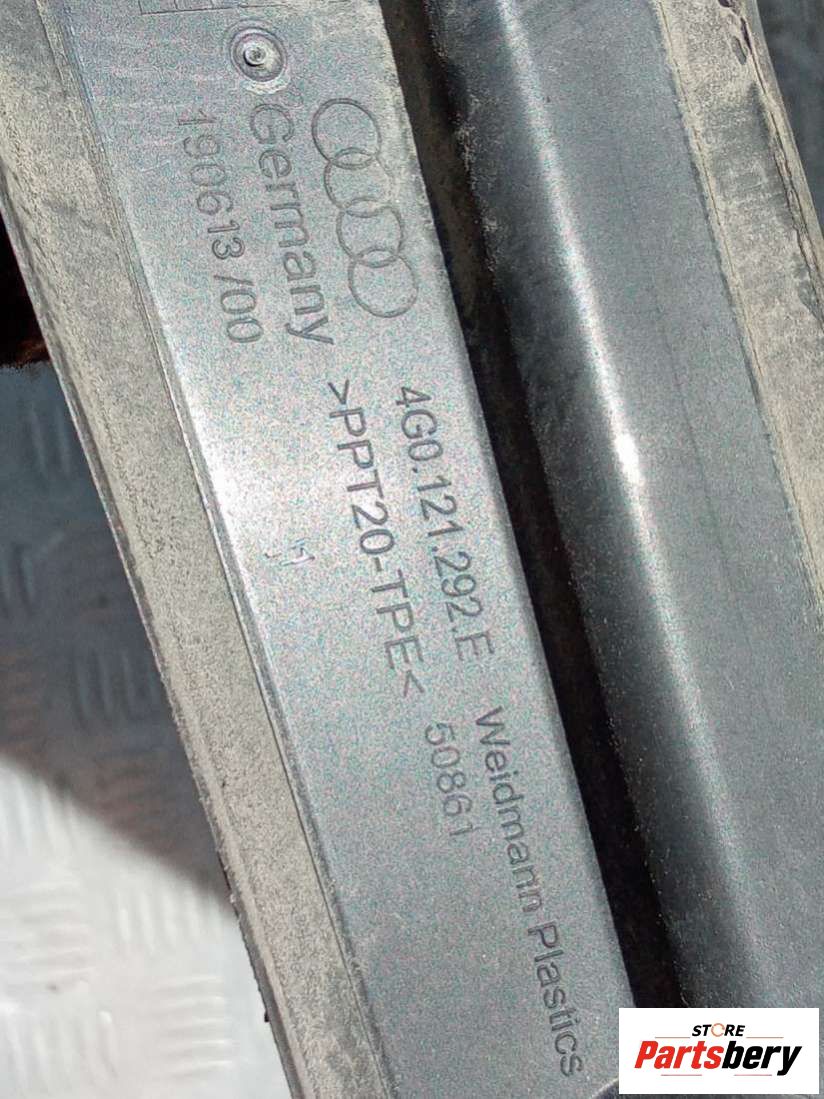 4G0.121.292.E Weidmann Plastics
Germany >PPT20-TPE< 50861
190613 /00
STORE
Partsbery